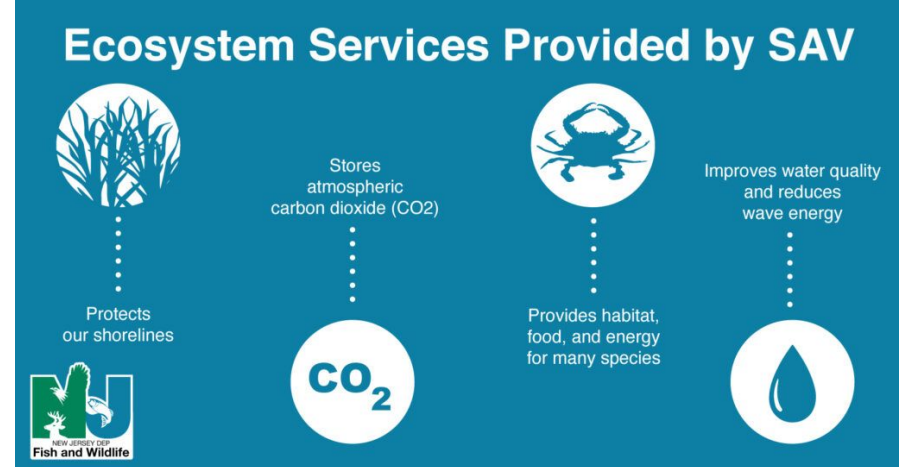 Ecosystem Services Provided by SAV
Protects
our shorelines
Stores
atmospheric
carbon dioxide (CO2)
CO2
Provides habitat,
food, and energy
for many species
Improves water quality
and reduces
wave energy
NJ
NEW JERSEY DEP
Fish and Wildlife